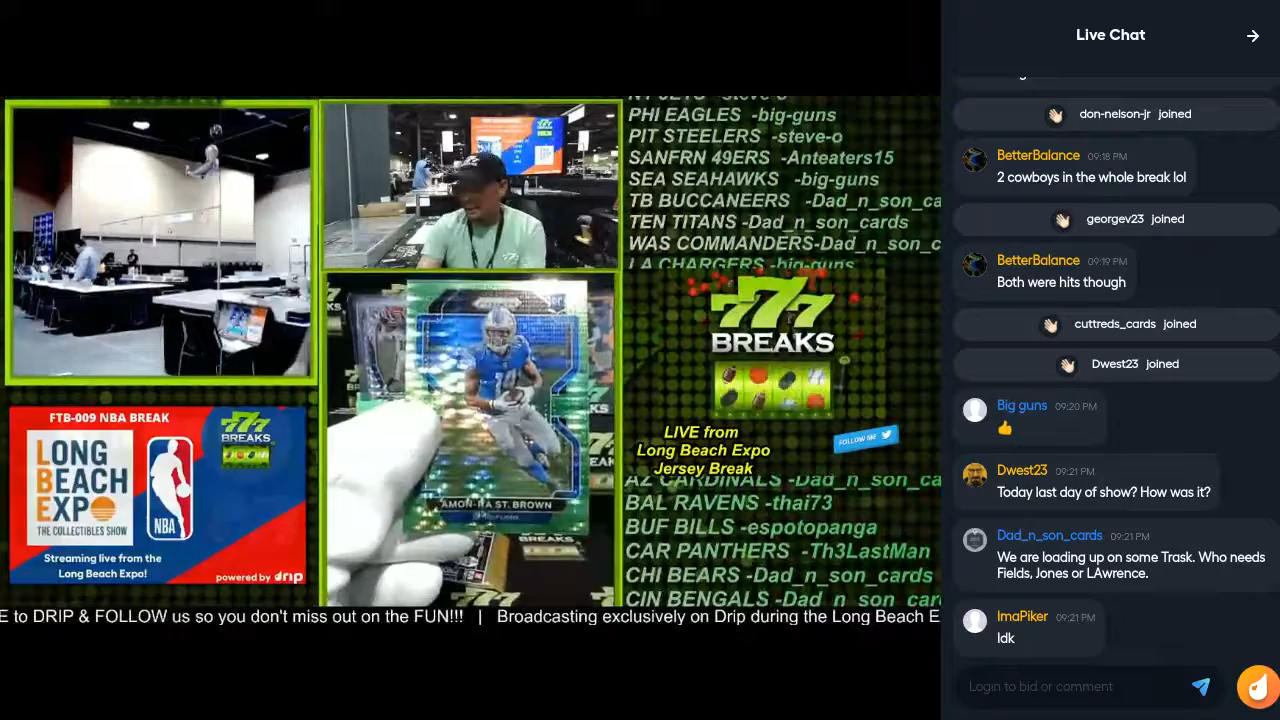 PHI EAGLES -big-guns
PIT STEELERS -steve-o
SANFRN 49ERS -Anteaters15
SEA SEAHAWKS -big-guns
TB BUCCANEERS -Dad_n_son_ca
TEN TITANS -Dad_n_son_cards
WAS COMMANDERS-Dad_n_son_c
LA CHARGERS -big-guns
777
BREAKS
LIVE from
Long Beach Expo
Jersey Break
FOLLOW ME
AZ CARDINALS -Dad_n_son_ca
BAL RAVENS -thai73
BUF BILLS -espotopanga
CAR PANTHERS -Th3LastMan
CHI BEARS -Dad_n_son_cards
CIN BENGALS -Dad_n_son_car
AMON-RA ST. BROWN
FTB-009 NBA BREAK
777
BREAKS
LONG
BEACH
EXPO
THE COLLECTIBLES SHOW
NBA
Streaming live from the
Long Beach Expo!
powered by drip
E to DRIP & FOLLOW us so you don't miss out on the FUN!!! | Broadcasting exclusively on Drip during the Long Beach E
Live Chat
don-nelson-jr joined
BetterBalance 09:18 PM
2 cowboys in the whole break lol
georgev23 joined
BetterBalance 09:19 PM
Both were hits though
cuttreds_cards joined
Dwest23 joined
Big guns 09:20 PM
👍
Dwest23 09:21 PM
Today last day of show? How was it?
Dad_n_son_cards 09:21 PM
We are loading up on some Trask. Who needs
Fields, Jones or LAwrence.
ImaPiker 09:21 PM
Idk
Login to bid or comment